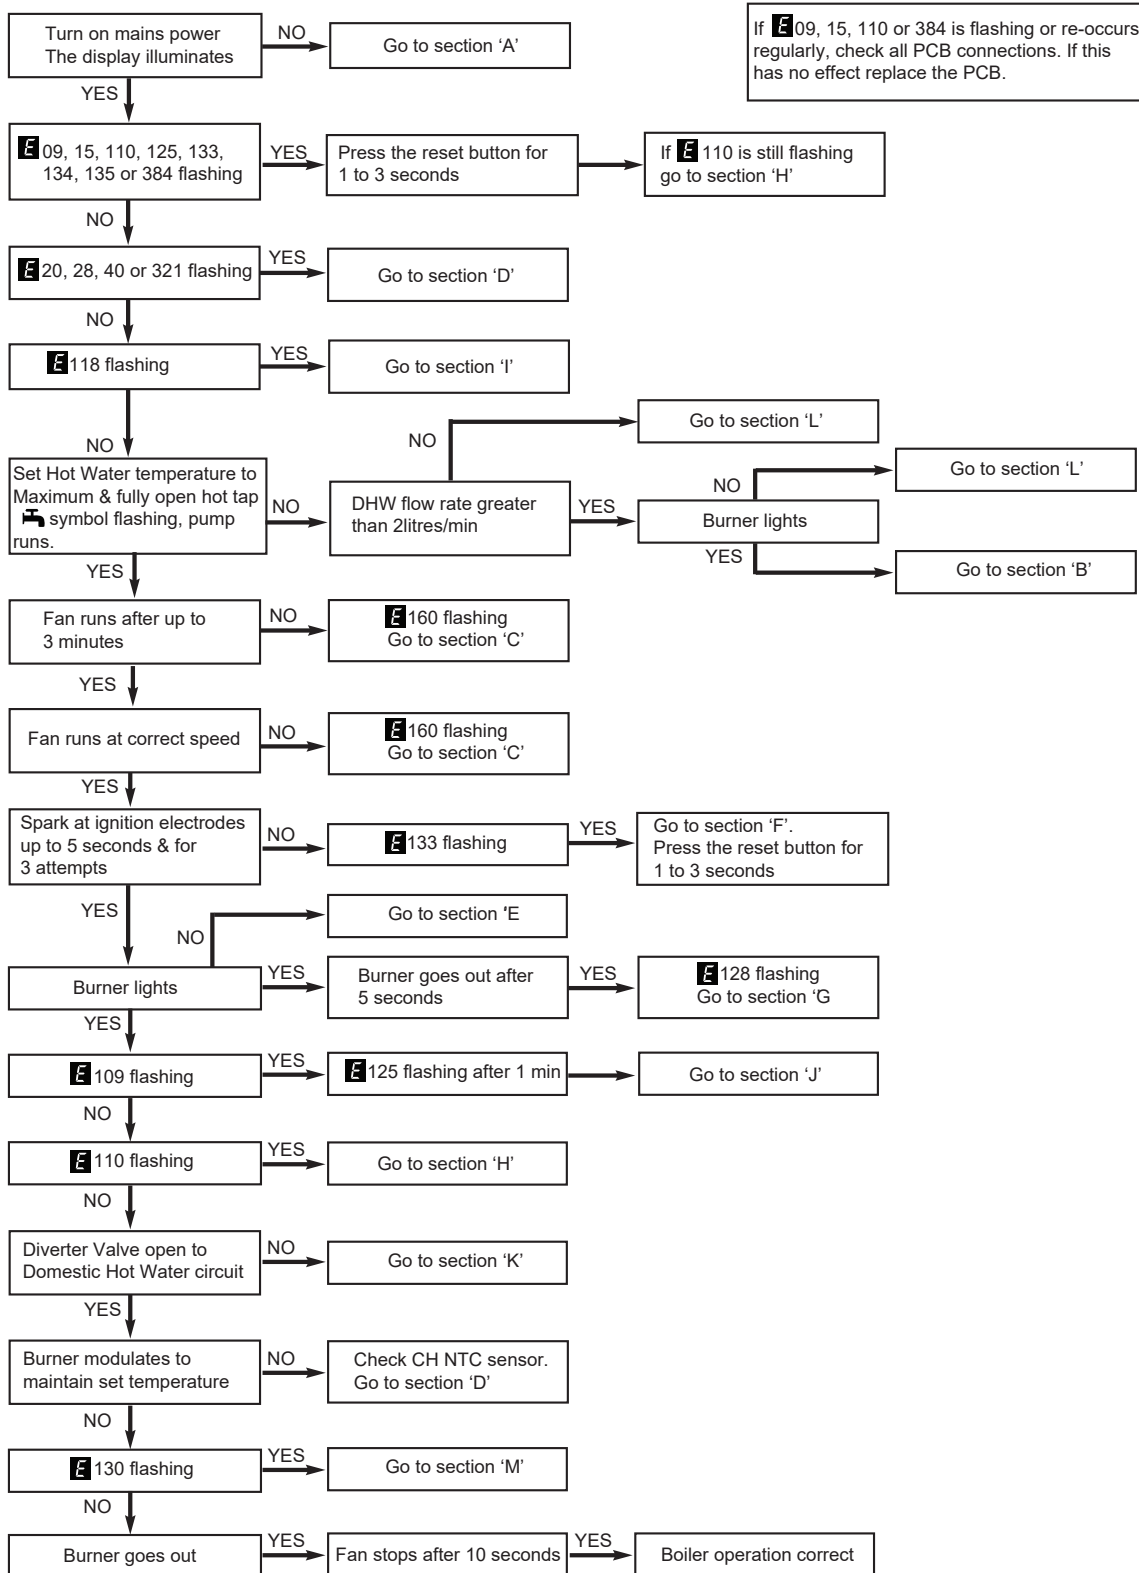 Turn on mains power
The display illuminates
NO
Go to section ‘A’
If E 09, 15, 110 or 384 is flashing or re-occurs
regularly, check all PCB connections. If this
has no effect replace the PCB.
YES
E 09, 15, 110, 125, 133,
134, 135 or 384 flashing
YES
Press the reset button for
1 to 3 seconds
If E 110 is still flashing
go to section ‘H’
NO
E 20, 28, 40 or 321 flashing
YES
Go to section ‘D’
NO
E 118 flashing
YES
Go to section ‘I’
NO
Set Hot Water temperature to
Maximum & fully open hot tap
symbol flashing, pump
runs.
NO
DHW flow rate greater
than 2litres/min
NO
Go to section ‘L’
YES
Burner lights
NO
Go to section ‘L’
YES
Go to section ‘B’
YES
Fan runs after up to
3 minutes
NO
E 160 flashing
Go to section ‘C’
YES
Fan runs at correct speed
NO
E 160 flashing
Go to section ‘C’
YES
Spark at ignition electrodes
up to 5 seconds & for
3 attempts
NO
E 133 flashing
YES
Go to section ‘F’.
Press the reset button for
1 to 3 seconds
YES
NO
Go to section ‘E
Burner lights
YES
Burner goes out after
5 seconds
YES
E 128 flashing
Go to section ‘G
YES
E 109 flashing
YES
E 125 flashing after 1 min
Go to section ‘J’
NO
E 110 flashing
YES
Go to section ‘H’
NO
Diverter Valve open to
Domestic Hot Water circuit
NO
Go to section ‘K’
YES
Burner modulates to
maintain set temperature
NO
Check CH NTC sensor.
Go to section ‘D’
NO
E 130 flashing
YES
Go to section ‘M’
NO
Burner goes out
YES
Fan stops after 10 seconds
YES
Boiler operation correct